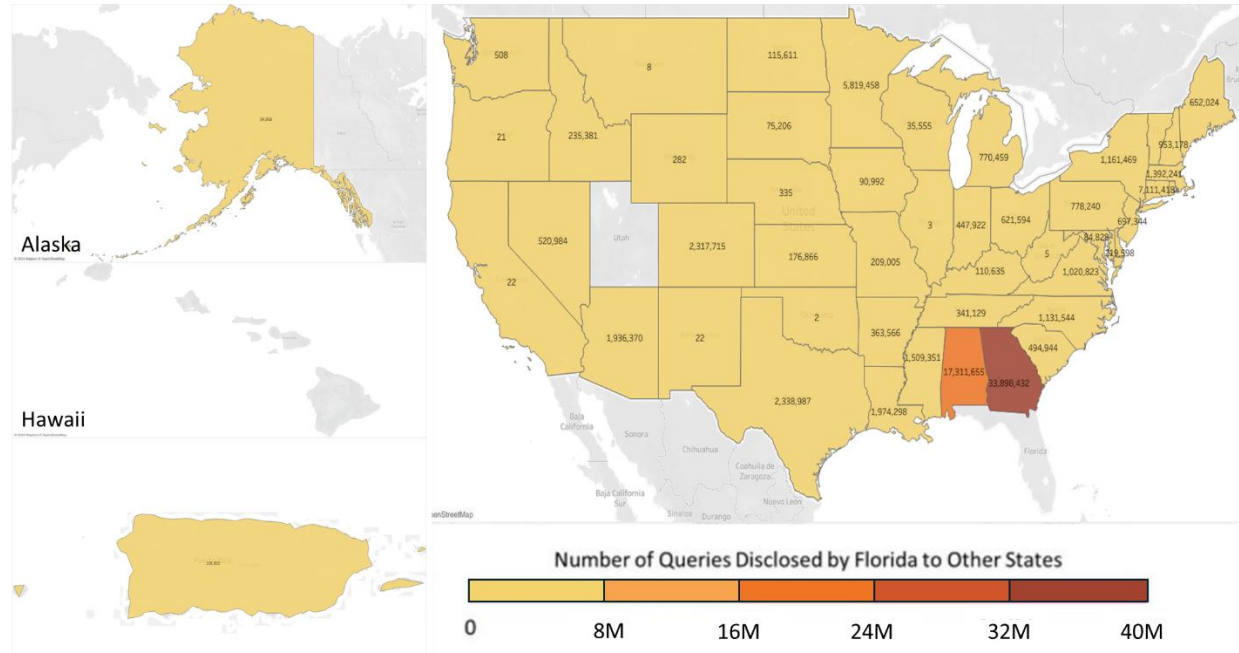 Alaska
Hawaii
508
8
115,611
5,819,458
652,024
21
235,381
75,206
35,555
770,459
953,178
1,161,469
1,392,241
282
90,992
335
7,111,418
778,240
697,344
United
States
520,984
Utah
3
447,922
621,594
84,828
2,317,715
5
176,866
209,005
110,635
1,020,823
22
341,129
1,131,544
1,936,370
22
2
363,566
494,944
1,509,351
17,311,655
33,898,432
2,338,987
1,974,298
Baja
California
Sonora
Chihuahua
Florida
Coahuila de
Zaragoza
Baja California
Sur
Nuevo León
Sinaloa
Durango
penStreetMap
Number of Queries Disclosed by Florida to Other States
0 8M 16M 24M 32M 40M